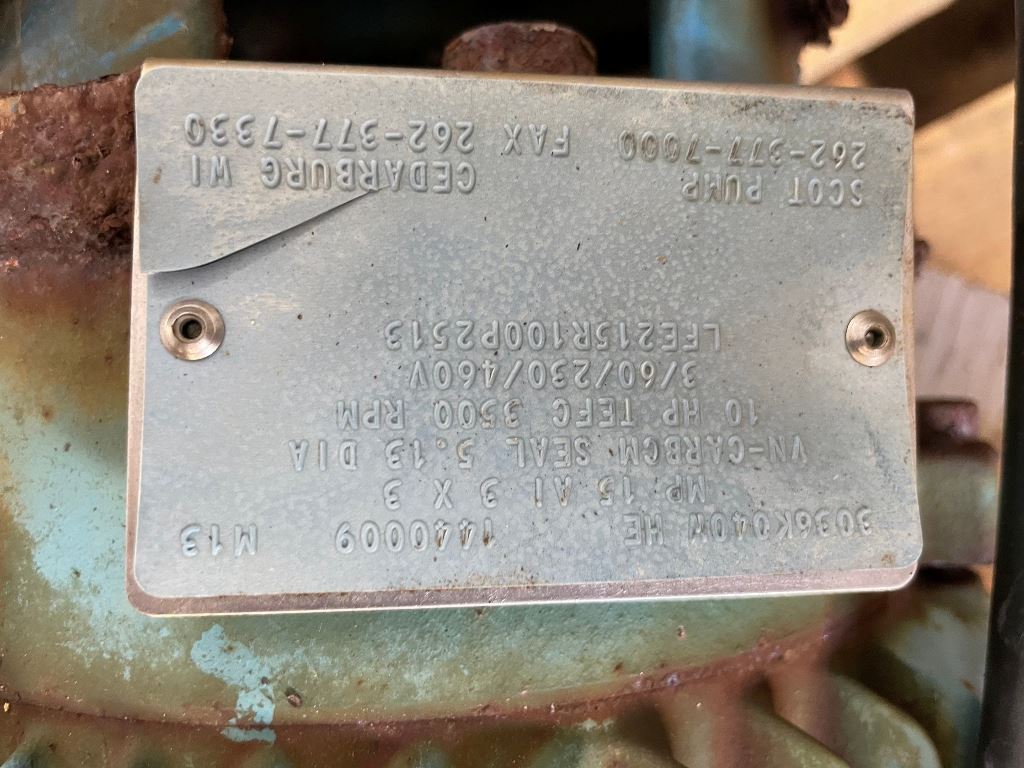 3036K040W HE 1440009 M13
MP 15 AI 3 X 3
VN-CARBCM SEAL 5.13 DIA
10 HP TEFC 3500 RPM
3/60/230/460V
LFE215R100P2513
SCOT PUMP CEDARBURG WI
262-377-7000 FAX 262-377-7330